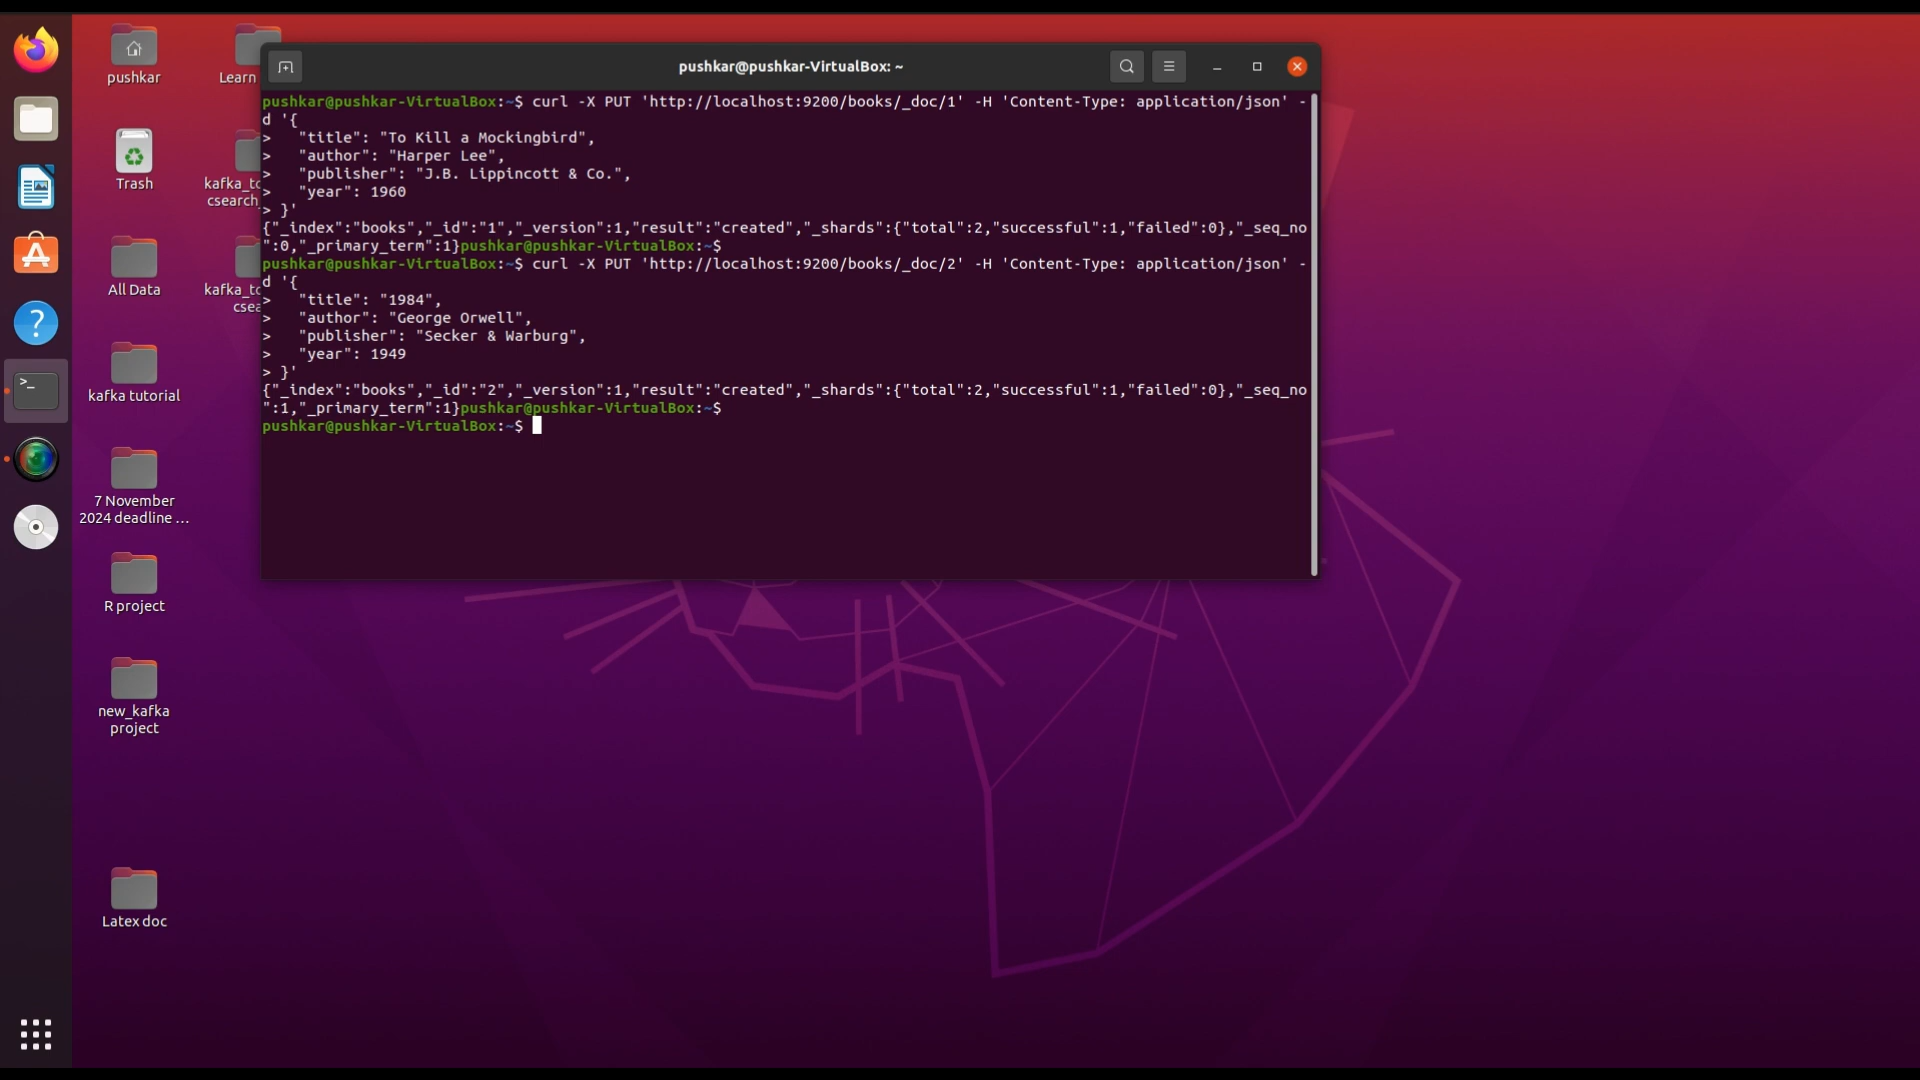 pushkar@pushkar-VirtualBox: ~
pushkar
Learn
Trash
kafka_to
csearch
All Data
kafka_to
csea
kafka tutorial
7 November
2024 deadline ...
R project
new_kafka
project
Latex doc
pushkar@pushkar-VirtualBox:~$ curl -X PUT 'http://localhost:9200/books/_doc/1' -H 'Content-Type: application/json' -
d '{
>   "title": "To Kill a Mockingbird",
>   "author": "Harper Lee",
>   "publisher": "J.B. Lippincott & Co.",
>   "year": 1960
> }'
{"_index":"books","_id":"1","_version":1,"result":"created","_shards":{"total":2,"successful":1,"failed":0},"_seq_no
":0,"_primary_term":1}pushkar@pushkar-VirtualBox:~$
pushkar@pushkar-VirtualBox:~$ curl -X PUT 'http://localhost:9200/books/_doc/2' -H 'Content-Type: application/json' -
d '{
>   "title": "1984",
>   "author": "George Orwell",
>   "publisher": "Secker & Warburg",
>   "year": 1949
> }'
{"_index":"books","_id":"2","_version":1,"result":"created","_shards":{"total":2,"successful":1,"failed":0},"_seq_no
":1,"_primary_term":1}pushkar@pushkar-VirtualBox:~$
pushkar@pushkar-VirtualBox:~$